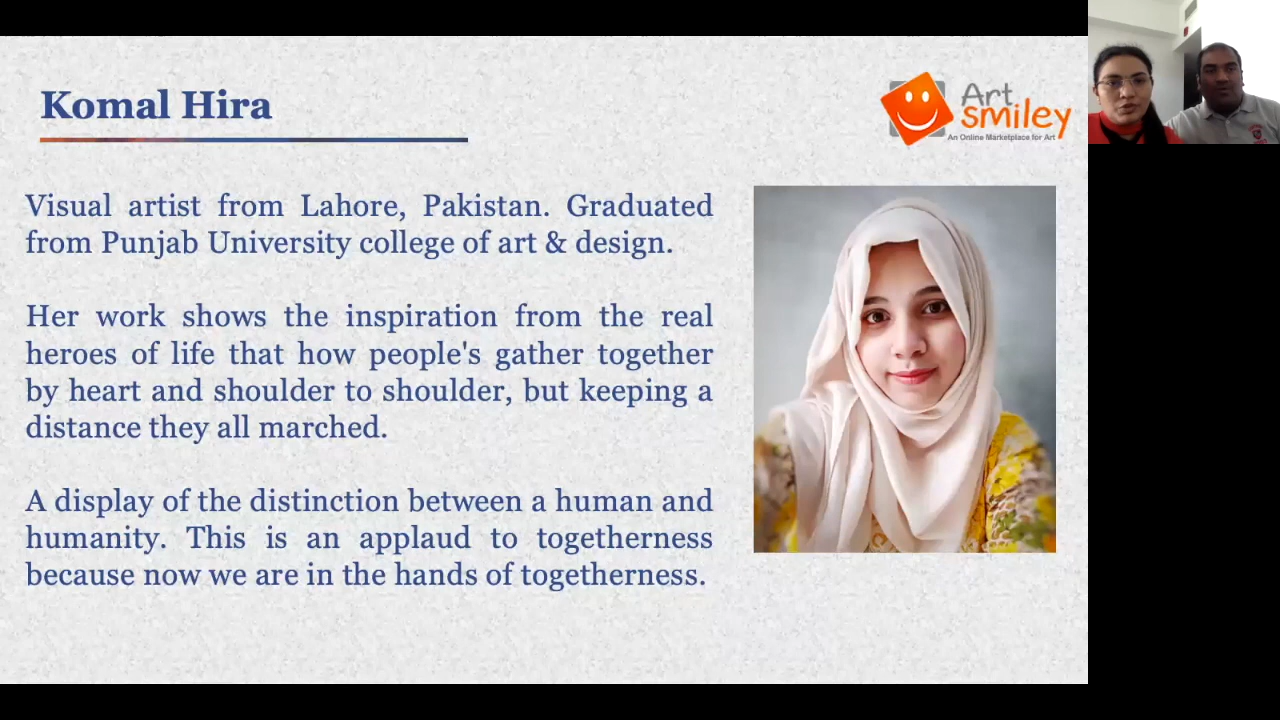 Komal Hira
Art
smiley
An Online Marketplace for Art
Visual artist from Lahore, Pakistan. Graduated
from Punjab University college of art & design.
Her work shows the inspiration from the real
heroes of life that how people's gather together
by heart and shoulder to shoulder, but keeping a
distance they all marched.
A display of the distinction between a human and
humanity. This is an applaud to togetherness
because now we are in the hands of togetherness.